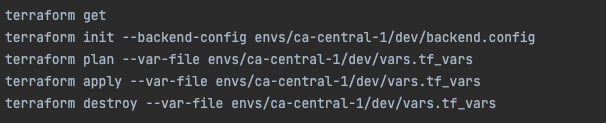 terraform get
terraform init --backend-config envs/ca-central-1/dev/backend.config
terraform plan --var-file envs/ca-central-1/dev/vars.tf_vars
terraform apply --var-file envs/ca-central-1/dev/vars.tf_vars
terraform destroy --var-file envs/ca-central-1/dev/vars.tf_vars